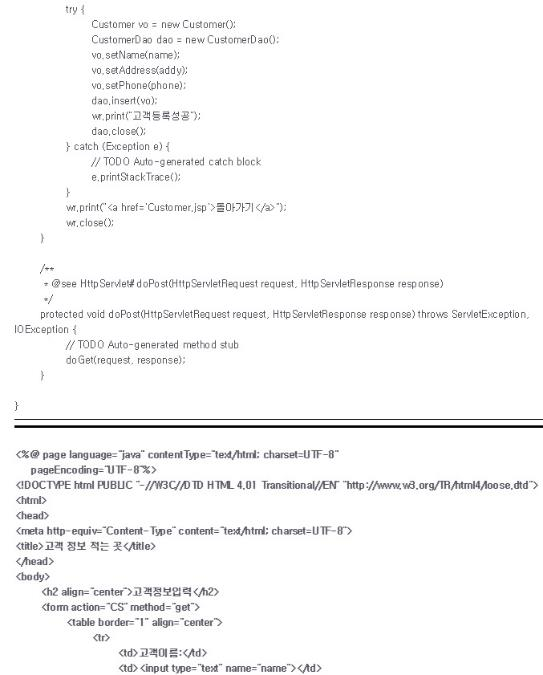 try {
Customer vo = new Customer();
CustomerDao dao = new CustomerDao();
vo.setName(name);
vo.setAddress(addy);
vo.setPhone(phone);
dao.insert(vo);
wr.print("고객등록성공");
dao.close();
} catch (Exception e) {
// TODO Auto-generated catch block
e.printStackTrace();
}
wr.print("<a href='Customer.jsp'>돌아가기</a>");
wr.close();
}
/**
* @see HttpServlet#doPost(HttpServletRequest request, HttpServletResponse response)
*/
protected void doPost(HttpServletRequest request, HttpServletResponse response) throws ServletException,
IOException {
// TODO Auto-generated method stub
doGet(request, response);
}
}
<%@ page language="java" contentType="text/html; charset=UTF-8"
pageEncoding="UTF-8"%>
<!DOCTYPE html PUBLIC "-//W3C//DTD HTML 4.01 Transitional//EN" "http://www.w3.org/TR/html4/loose.dtd">
<html>
<head>
<meta http-equiv="Content-Type" content="text/html; charset=UTF-8">
<title>고객 정보 적는 곳</title>
</head>
<body>
<h2 align="center">고객정보입력</h2>
<form action="CS" method="get">
<table border="1" align="center">
<tr>
<td>고객이름:</td>
<td><input type="text" name="name"></td>